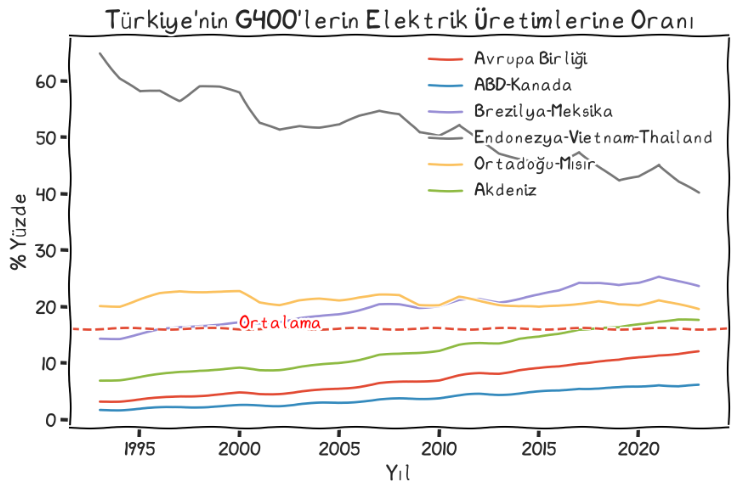 Türkiye'nin G400'lerin Elektrik Üretimlerine Oranı
Avrupa Birliği
ABD-Kanada
Brezilya-Meksika
Endonezya-Vietnam-Thailand
Ortadoğu-Mısır
Akdeniz
Ortalama
% Yüzde
60
50
40
30
20
10
0
1995
2000
2005
2010
2015
2020
Yıl